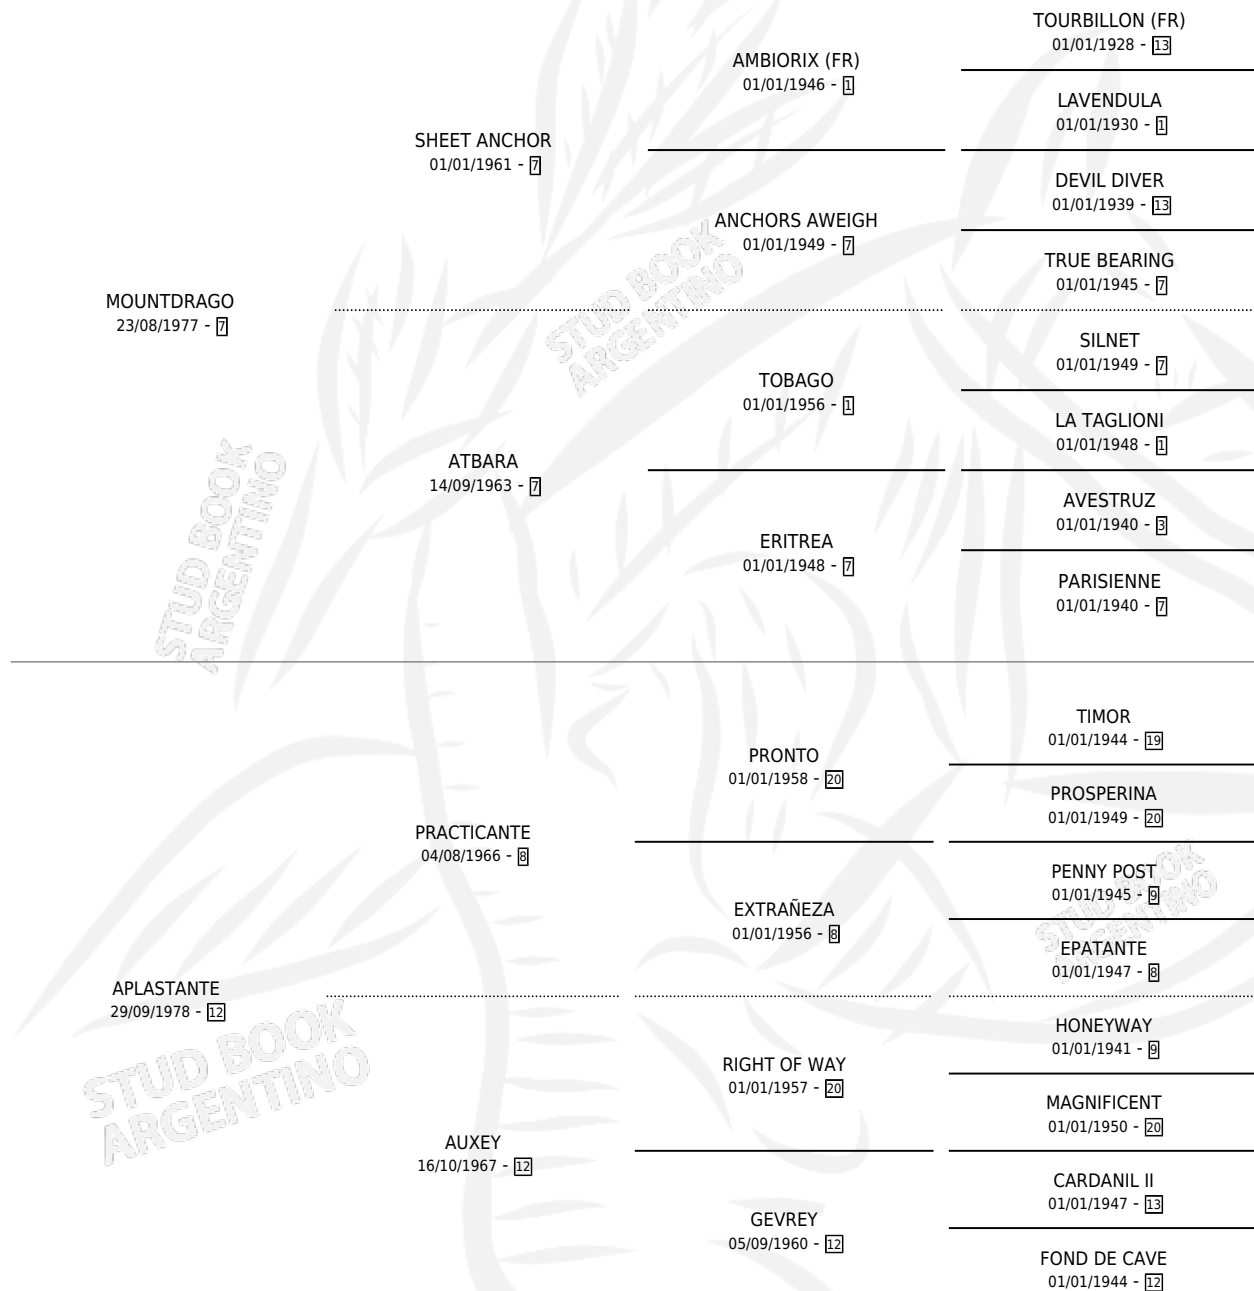 TOURBILLON (FR)
01/01/1928 - 13
AMBIORIX (FR)
01/01/1946 - 1
LAVENDULA
01/01/1930 - 1
SHEET ANCHOR
01/01/1961 - 7
DEVIL DIVER
01/01/1939 - 13
ANCHORS AWEIGH
01/01/1949 - 7
TRUE BEARING
01/01/1945 - 7
MOUNTDRAGO
23/08/1977 - 7
SILNET
01/01/1949 - 7
TOBAGO
01/01/1956 - 1
LA TAGLIONI
01/01/1948 - 1
ATBARA
14/09/1963 - 7
AVESTRUZ
01/01/1940 - 3
ERITREA
01/01/1948 - 7
PARISIENNE
01/01/1940 - 7
STUD BOOK
ARGENTINO
STUD BOOK
ARGENTINO
TIMOR
01/01/1944 - 19
PRONTO
01/01/1958 - 20
PROSPERINA
01/01/1949 - 20
PRACTICANTE
04/08/1966 - 8
PENNY POST
01/01/1945 - 9
EXTRAÑEZA
01/01/1956 - 8
EPATANTE
01/01/1947 - 8
STUD BOOK
ARGENTINO
APLASTANTE
29/09/1978 - 12
HONEYWAY
01/01/1941 - 9
RIGHT OF WAY
01/01/1957 - 20
MAGNIFICENT
01/01/1950 - 20
AUXEY
16/10/1967 - 12
CARDANIL II
01/01/1947 - 13
GEVREY
05/09/1960 - 12
FOND DE CAVE
01/01/1944 - 12
STUD BOOK
ARGENTINO